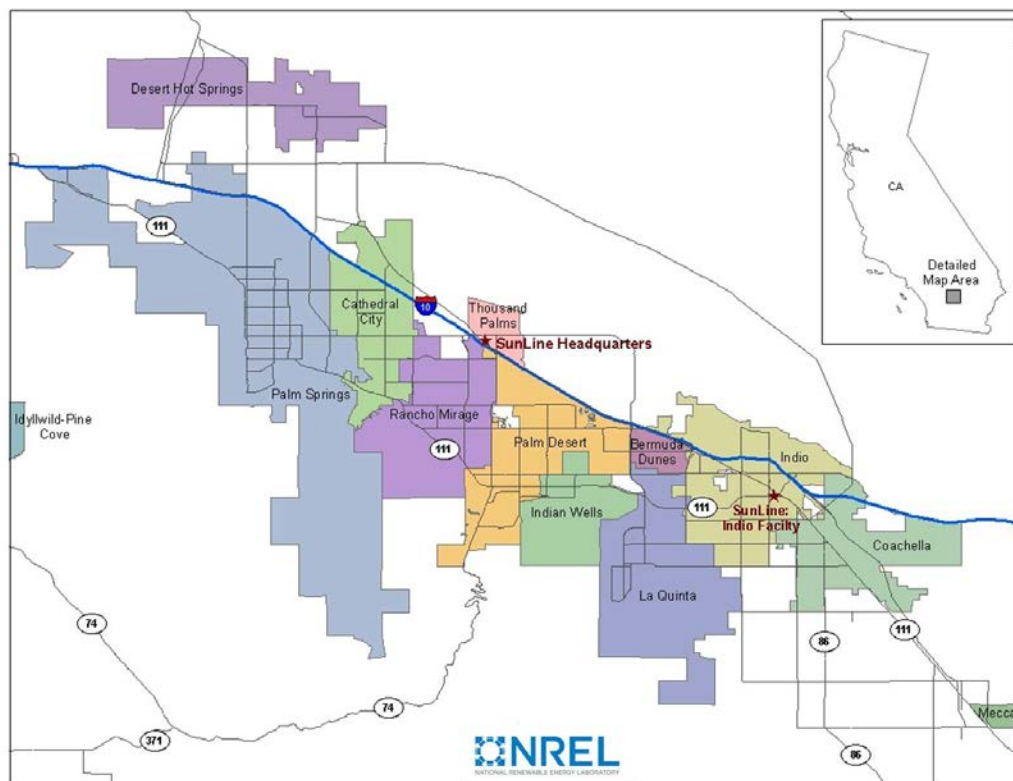 Desert Hot Springs
111
CA
Detailed
Map Area
10
Cathedral
City
Thousand
Palms
SunLine Headquarters
Palm Springs
Rancho Mirage
Idyllwild-Pine
Cove
111
Palm Desert
Bermuda
Dunes
Indio
111
Indian Wells
SunLine:
Indio Facilty
Coachella
La Quinta
74
86
111
74
Mecca
371
86
NREL
NATIONAL RENEWABLE ENERGY LABORATORY